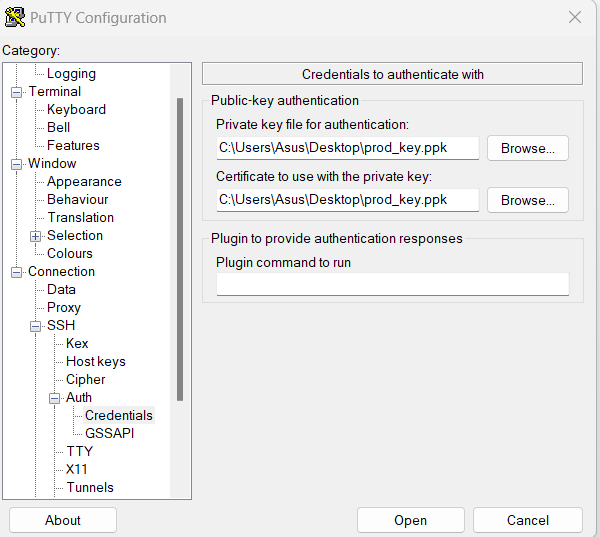 PuTTY Configuration
Category:
Logging
Terminal
Keyboard
Bell
Features
Window
Appearance
Behaviour
Translation
Selection
Colours
Connection
Data
Proxy
SSH
Kex
Host keys
Cipher
Auth
Credentials
GSSAPI
TTY
X11
Tunnels
Credentials to authenticate with
Public-key authentication
Private key file for authentication:
C:\Users\Asus\Desktop\prod_key.ppk Browse...
Certificate to use with the private key:
C:\Users\Asus\Desktop\prod_key.ppk Browse...
Plugin to provide authentication responses
Plugin command to run
About Open Cancel